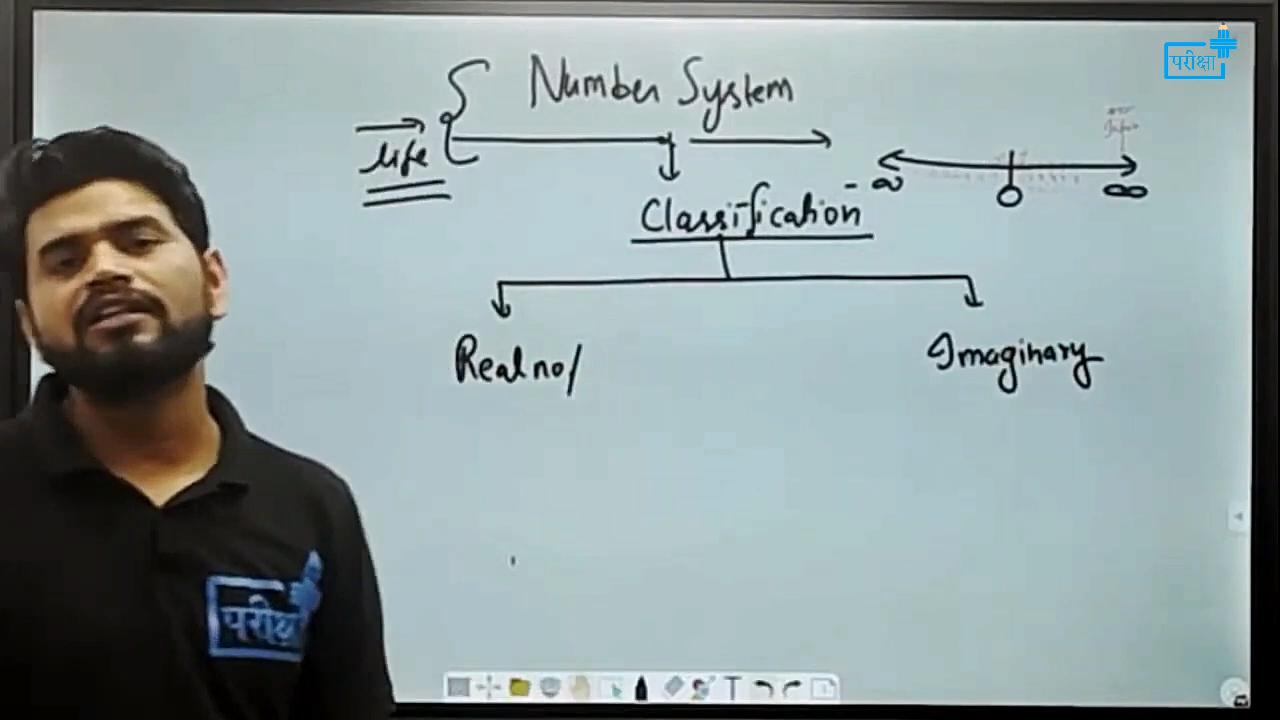 परीक्षा
Number System
life
-∞ 0 ∞
Classification
Real no/ Imaginary
परीक्षा
T